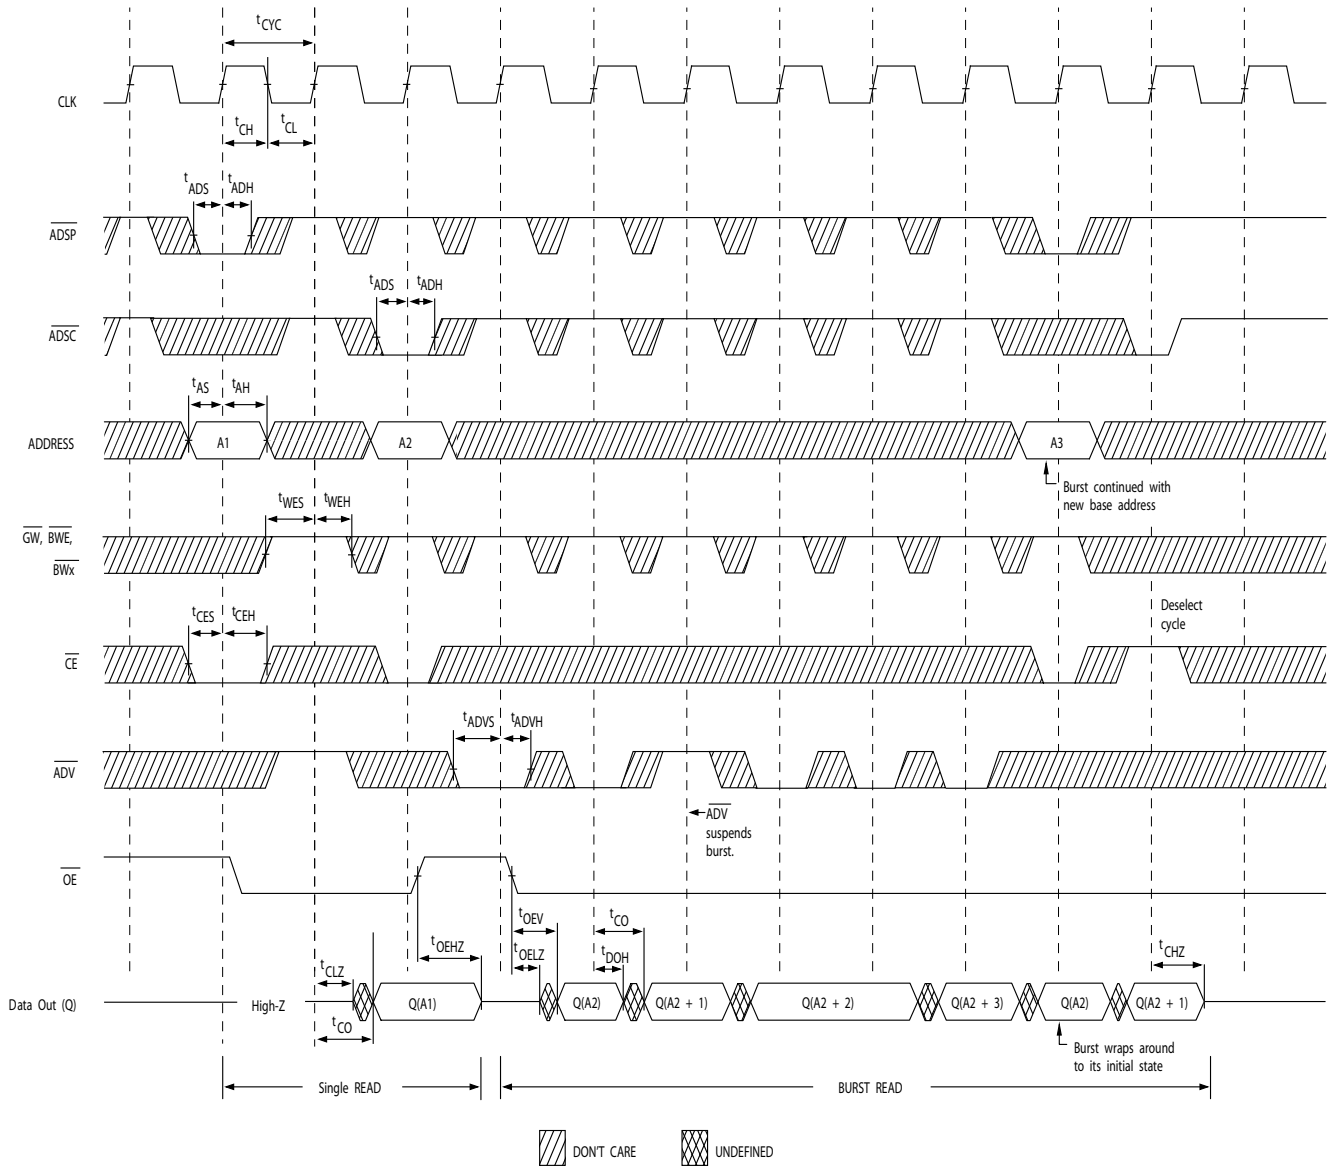 tCYC
CLK
tCH
tCL
tADS
tADH
ADSP
tADS
tADH
ADSC
tAS
tAH
ADDRESS
A1
A2
A3
Burst continued with
new base address
tWES
tWEH
GW, BWE,
BWx
tCES
tCEH
Deselect
cycle
CE
tADVS
tADVH
ADV
ADV
suspends
burst.
OE
tOEV
tCO
tOEHZ
tOELZ
tDOH
tCHZ
tCLZ
Data Out (Q)
High-Z
Q(A1)
Q(A2)
Q(A2 + 1)
Q(A2 + 2)
Q(A2 + 3)
Q(A2)
Q(A2 + 1)
tCO
Burst wraps around
to its initial state
Single READ
BURST READ
DON'T CARE
UNDEFINED